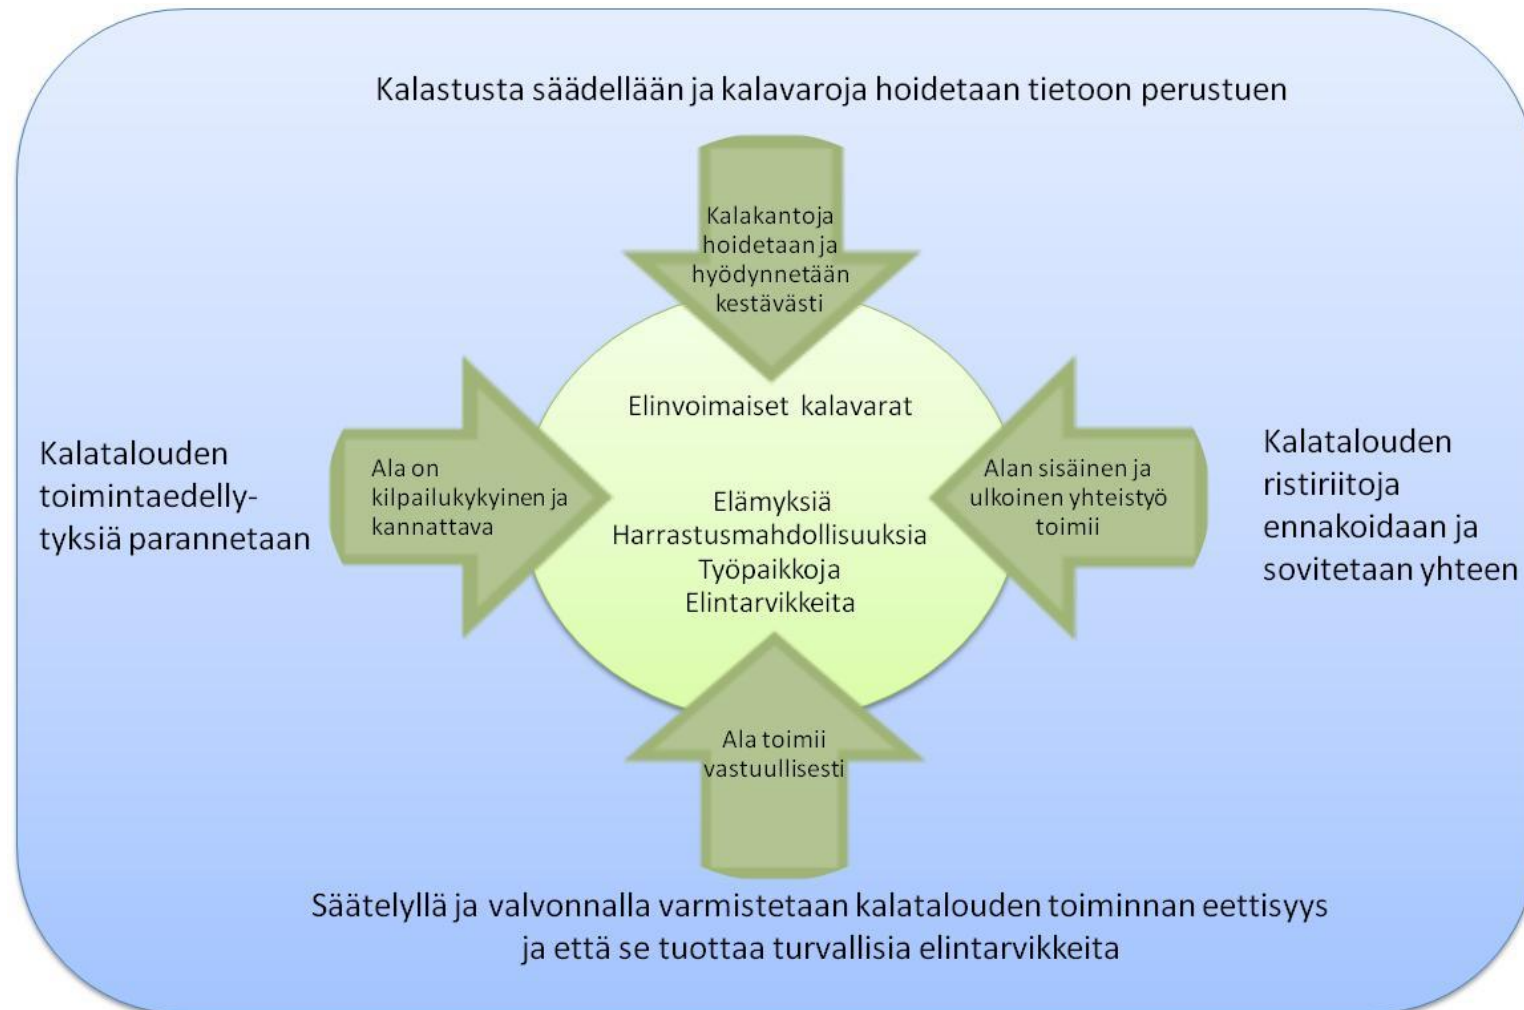 Kalastusta säädellään ja kalavaroja hoidetaan tietoon perustuen
Kalakantoja
hoidetaan ja
hyödynnetään
kestävästi
Kalatalouden
toimintaedelly-
tyksiä parannetaan
Ala on
kilpailukykyinen ja
kannattava
Elinvoimaiset kalavarat
Elämyksiä
Harrastusmahdollisuuksia
Työpaikkoja
Elintarvikkeita
Alan sisäinen ja
ulkoinen yhteistyö
toimii
Kalatalouden
ristiriitoja
ennakoidaan ja
sovitetaan yhteen
Ala toimii
vastuullisesti
Säätelyllä ja valvonnalla varmistetaan kalatalouden toiminnan eettisyys
ja että se tuottaa turvallisia elintarvikkeita